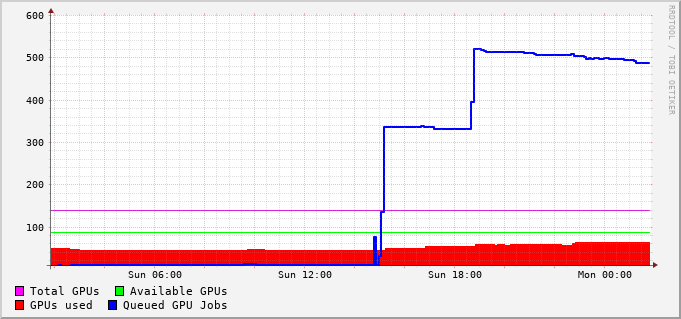 600
500
400
300
200
100
Sun 06:00 Sun 12:00 Sun 18:00 Mon 00:00
Total GPUs Available GPUs
GPUs used Queued GPU Jobs
RRDTOOL / TOBI OETIKER